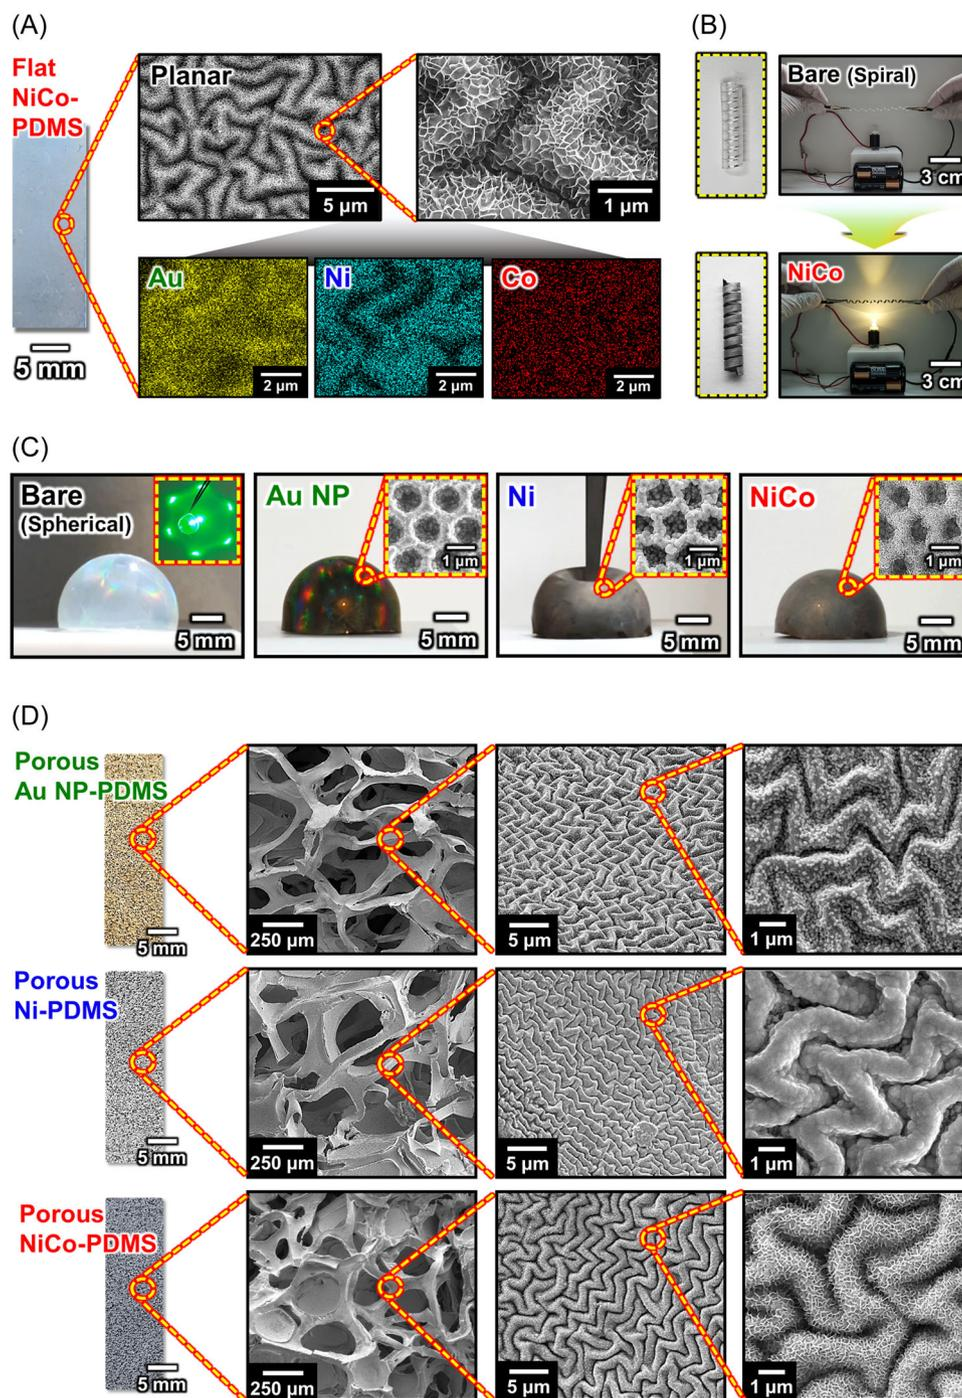 (A)
Flat
NiCo-
PDMS
5 mm
Planar
5 µm
1 µm
Au
2 µm
Ni
2 µm
Co
2 µm
(B)
Bare (Spiral)
3 cm
NiCo
3 cm
(C)
Bare
(Spherical)
5 mm
Au NP
1 µm
5 mm
Ni
1 µm
5 mm
NiCo
1 µm
5 mm
(D)
Porous
Au NP-PDMS
5 mm
250 µm
5 µm
1 µm
Porous
Ni-PDMS
5 mm
250 µm
5 µm
1 µm
Porous
NiCo-PDMS
5 mm
250 µm
5 µm
1 µm